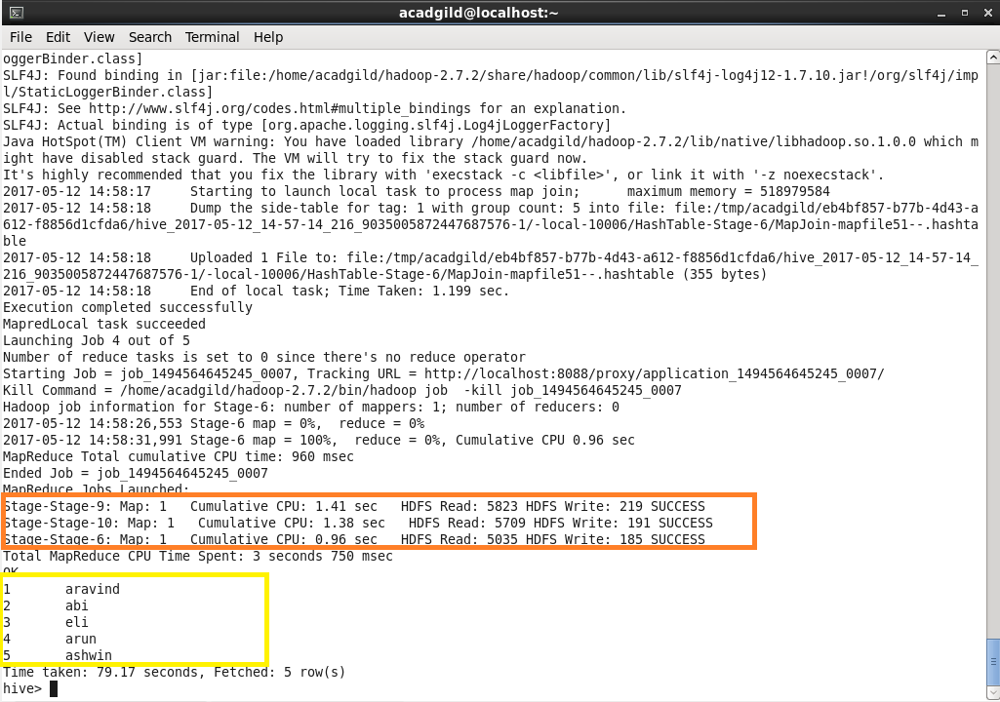 acadgild@localhost:~
File Edit View Search Terminal Help
oggerBinder.class]
SLF4J: Found binding in [jar:file:/home/acadgild/hadoop-2.7.2/share/hadoop/common/lib/slf4j-log4j12-1.7.10.jar!/org/slf4j/imp
l/StaticLoggerBinder.class]
SLF4J: See http://www.slf4j.org/codes.html#multiple_bindings for an explanation.
SLF4J: Actual binding is of type [org.apache.logging.slf4j.Log4jLoggerFactory]
Java HotSpot(TM) Client VM warning: You have loaded library /home/acadgild/hadoop-2.7.2/lib/native/libhadoop.so.1.0.0 which m
ight have disabled stack guard. The VM will try to fix the stack guard now.
It's highly recommended that you fix the library with 'execstack -c <libfile>', or link it with '-z noexecstack'.
2017-05-12 14:58:17     Starting to launch local task to process map join;      maximum memory = 518979584
2017-05-12 14:58:18     Dump the side-table for tag: 1 with group count: 5 into file: file:/tmp/acadgild/eb4bf857-b77b-4d43-a
612-f8856d1cfda6/hive_2017-05-12_14-57-14_216_9035005872447687576-1/-local-10006/HashTable-Stage-6/MapJoin-mapfile51--.hashta
ble
2017-05-12 14:58:18     Uploaded 1 File to: file:/tmp/acadgild/eb4bf857-b77b-4d43-a612-f8856d1cfda6/hive_2017-05-12_14-57-14_
216_9035005872447687576-1/-local-10006/HashTable-Stage-6/MapJoin-mapfile51--.hashtable (355 bytes)
2017-05-12 14:58:18     End of local task; Time Taken: 1.199 sec.
Execution completed successfully
MapredLocal task succeeded
Launching Job 4 out of 5
Number of reduce tasks is set to 0 since there's no reduce operator
Starting Job = job_1494564645245_0007, Tracking URL = http://localhost:8088/proxy/application_1494564645245_0007/
Kill Command = /home/acadgild/hadoop-2.7.2/bin/hadoop job  -kill job_1494564645245_0007
Hadoop job information for Stage-6: number of mappers: 1; number of reducers: 0
2017-05-12 14:58:26,553 Stage-6 map = 0%,  reduce = 0%
2017-05-12 14:58:31,991 Stage-6 map = 100%,  reduce = 0%, Cumulative CPU 0.96 sec
MapReduce Total cumulative CPU time: 960 msec
Ended Job = job_1494564645245_0007
MapReduce Jobs Launched:
Stage-Stage-9: Map: 1   Cumulative CPU: 1.41 sec   HDFS Read: 5823 HDFS Write: 219 SUCCESS
Stage-Stage-10: Map: 1   Cumulative CPU: 1.38 sec   HDFS Read: 5709 HDFS Write: 191 SUCCESS
Stage-Stage-6: Map: 1   Cumulative CPU: 0.96 sec   HDFS Read: 5035 HDFS Write: 185 SUCCESS
Total MapReduce CPU Time Spent: 3 seconds 750 msec
OK
1       aravind
2       abi
3       eli
4       arun
5       ashwin
Time taken: 79.17 seconds, Fetched: 5 row(s)
hive>